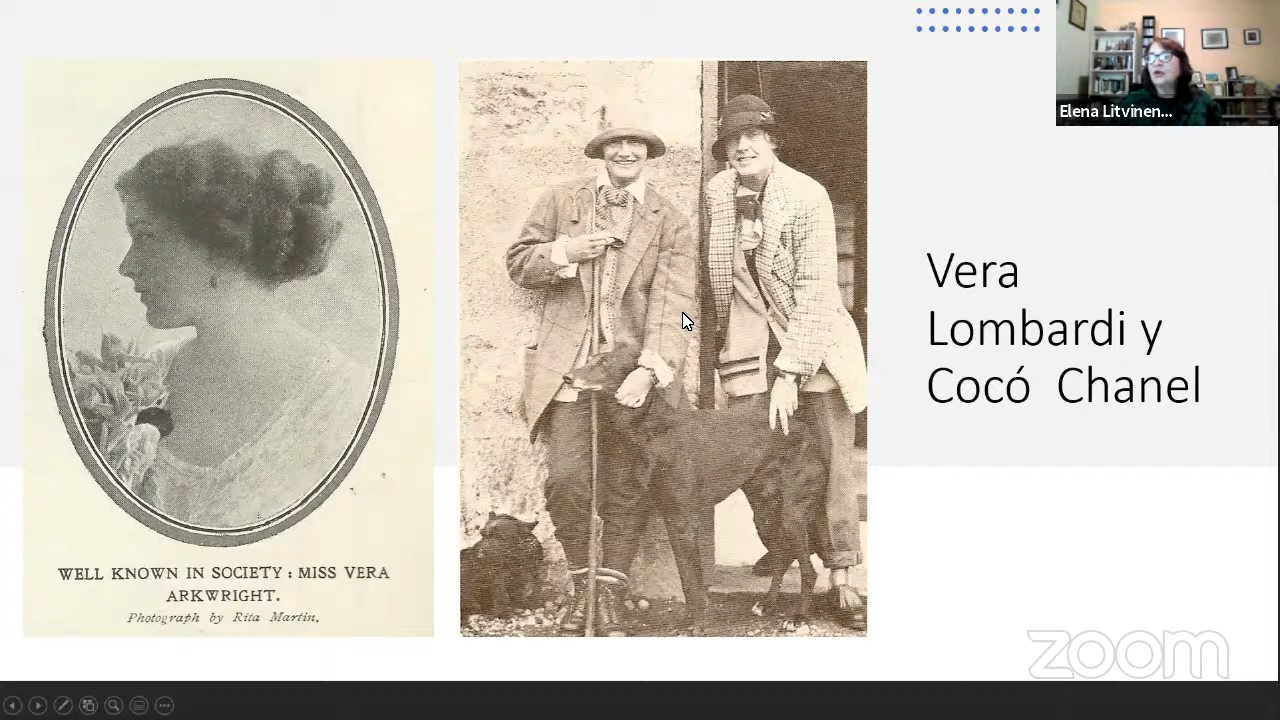 Elena Litvinen...
Vera
Lombardi y
Cocó Chanel
WELL KNOWN IN SOCIETY : MISS VERA
ARKWRIGHT.
Photograph by Rita Martin.
zoom